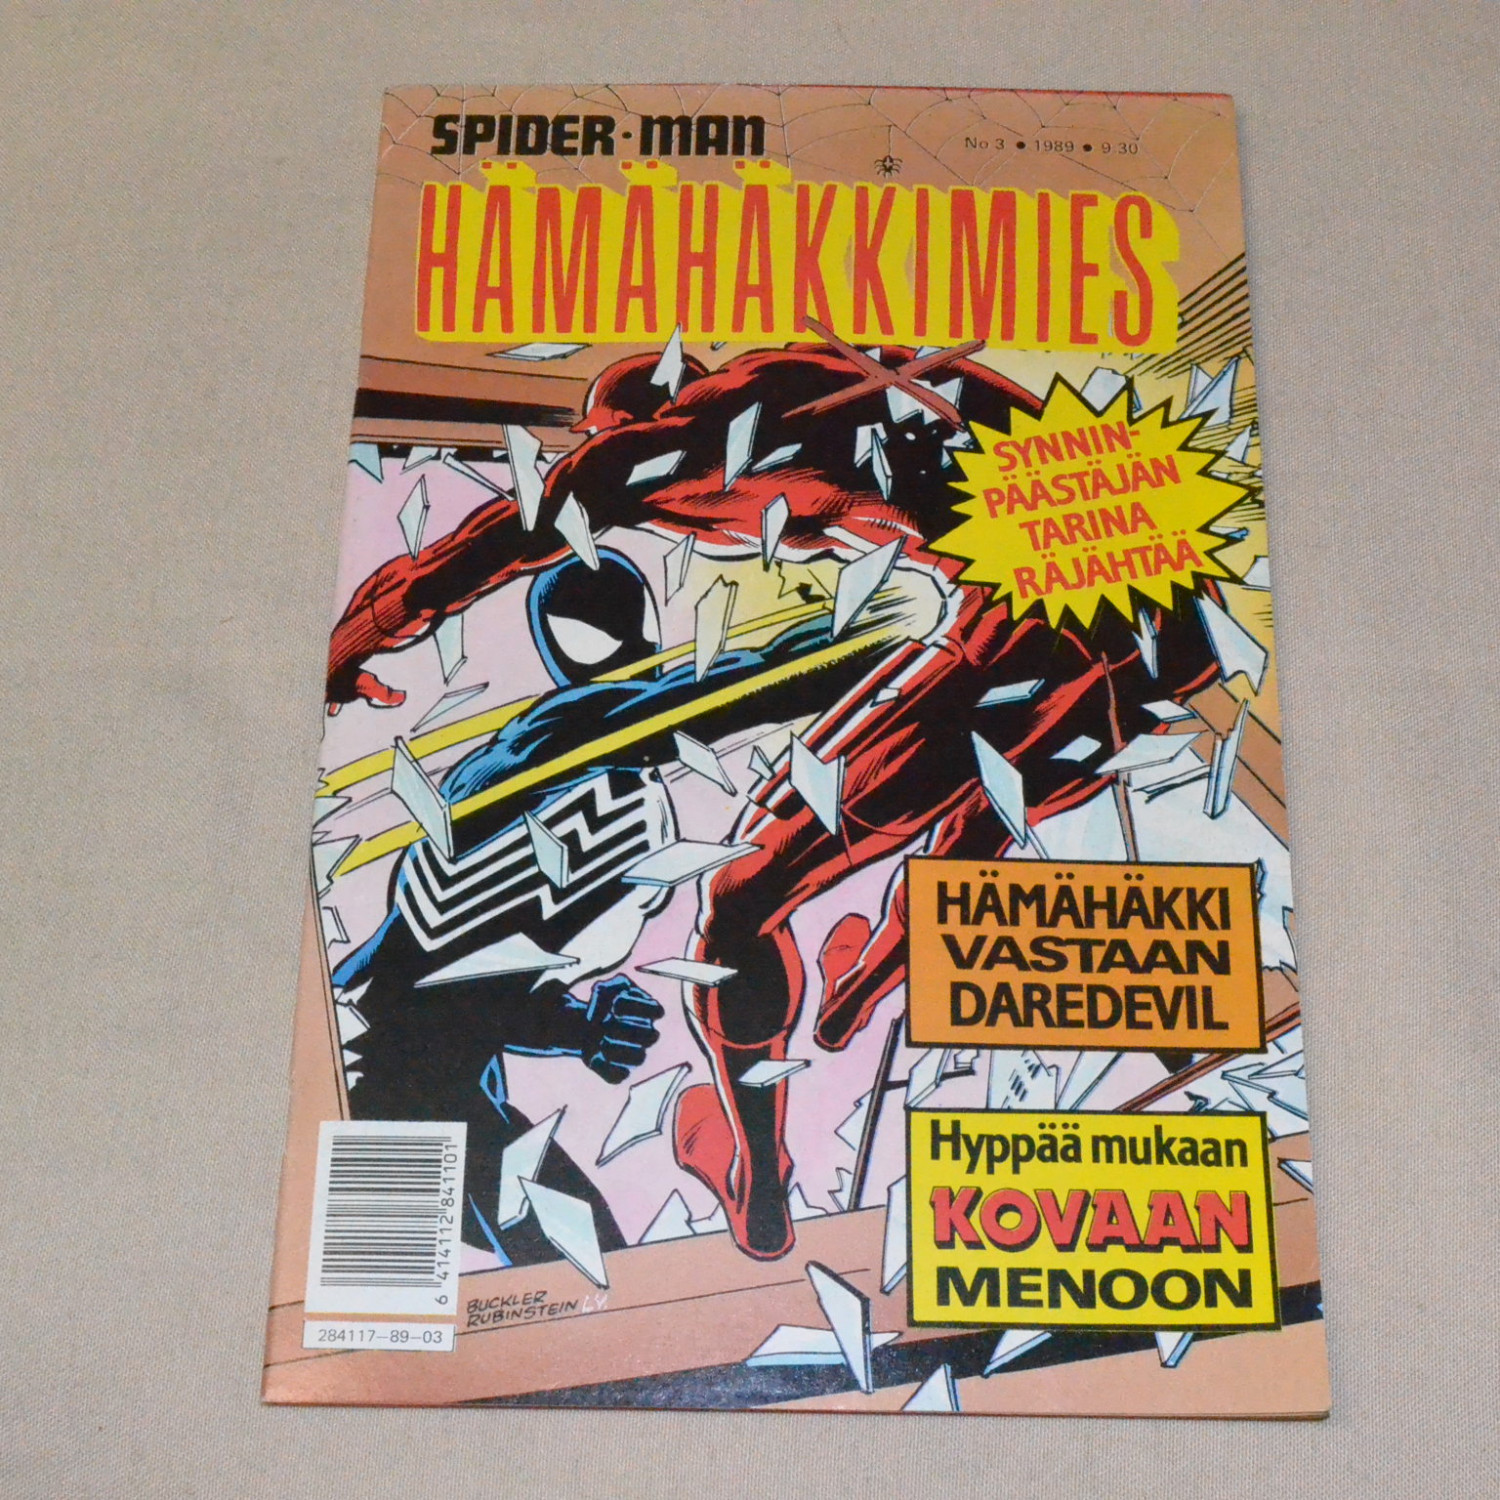 SPIDER-MAN
No 3 • 1989 • 9.30
HÄMÄHÄKKIMIES
SYNNIN-
PÄÄSTÄJÄN
TARINA
RÄJÄHTÄÄ
HÄMÄHÄKKI
VASTAAN
DAREDEVIL
Hyppää mukaan
KOVAAN
MENOON
6 414112 841101
284117-89-03
BUCKLER
RUBINSTEIN